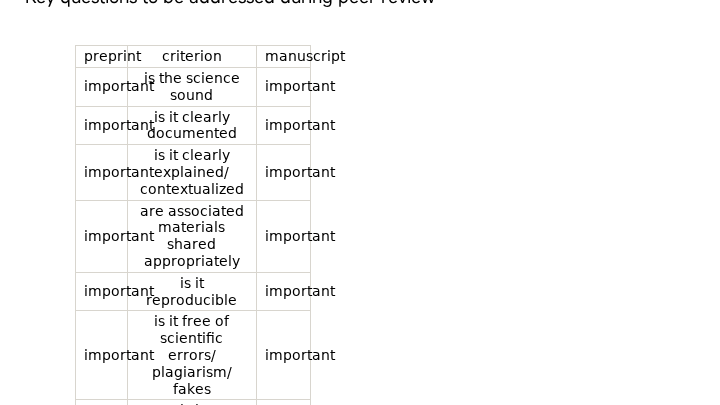 Key questions to be addressed during peer review
preprint criterion manuscript
important is the science sound important
important is it clearly documented important
important is it clearly explained/ contextualized important
important are associated materials shared appropriately important
important is it reproducible important
important is it free of scientific errors/ plagiarism/ fakes important